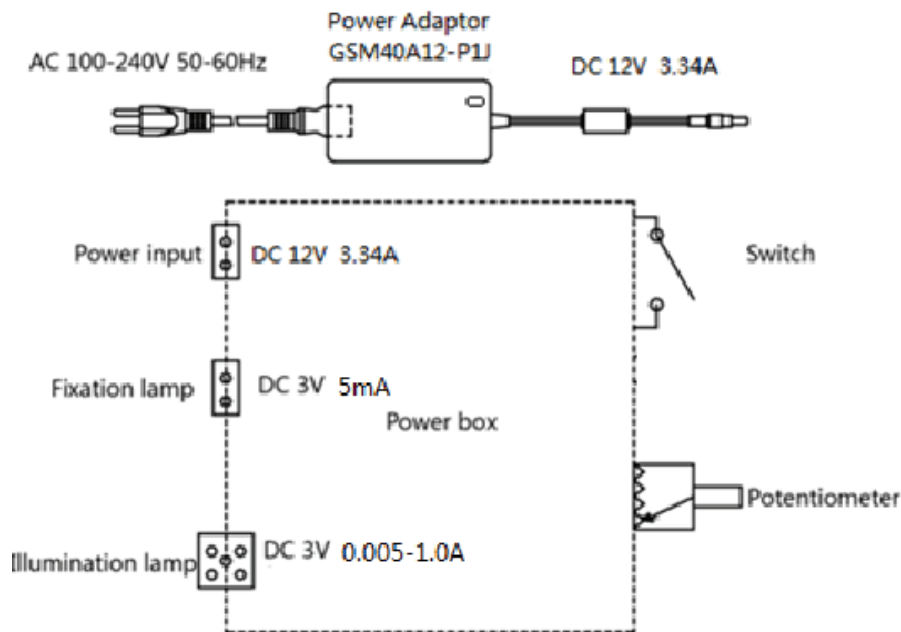 Power Adaptor
GSM40A12-P1J
AC 100-240V 50-60Hz
DC 12V 3.34A
Power input
DC 12V 3.34A
Switch
Fixation lamp
DC 3V 5mA
Power box
Potentiometer
Illumination lamp
DC 3V 0.005-1.0A